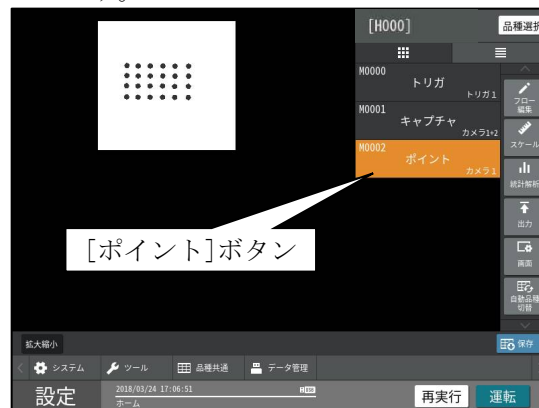 [H000]
品種選択
M0000
トリガ
トリガ1
M0001
キャプチャ
カメラ1+2
M0002
ポイント
カメラ1
フロー
編集
スケール
統計解析
出力
画面
自動品種
切替
[ポイント]ボタン
拡大縮小
保存
システム
ツール
品種共通
データ管理
設定
2018/03/24 17:06:51
ホーム
再実行
運転